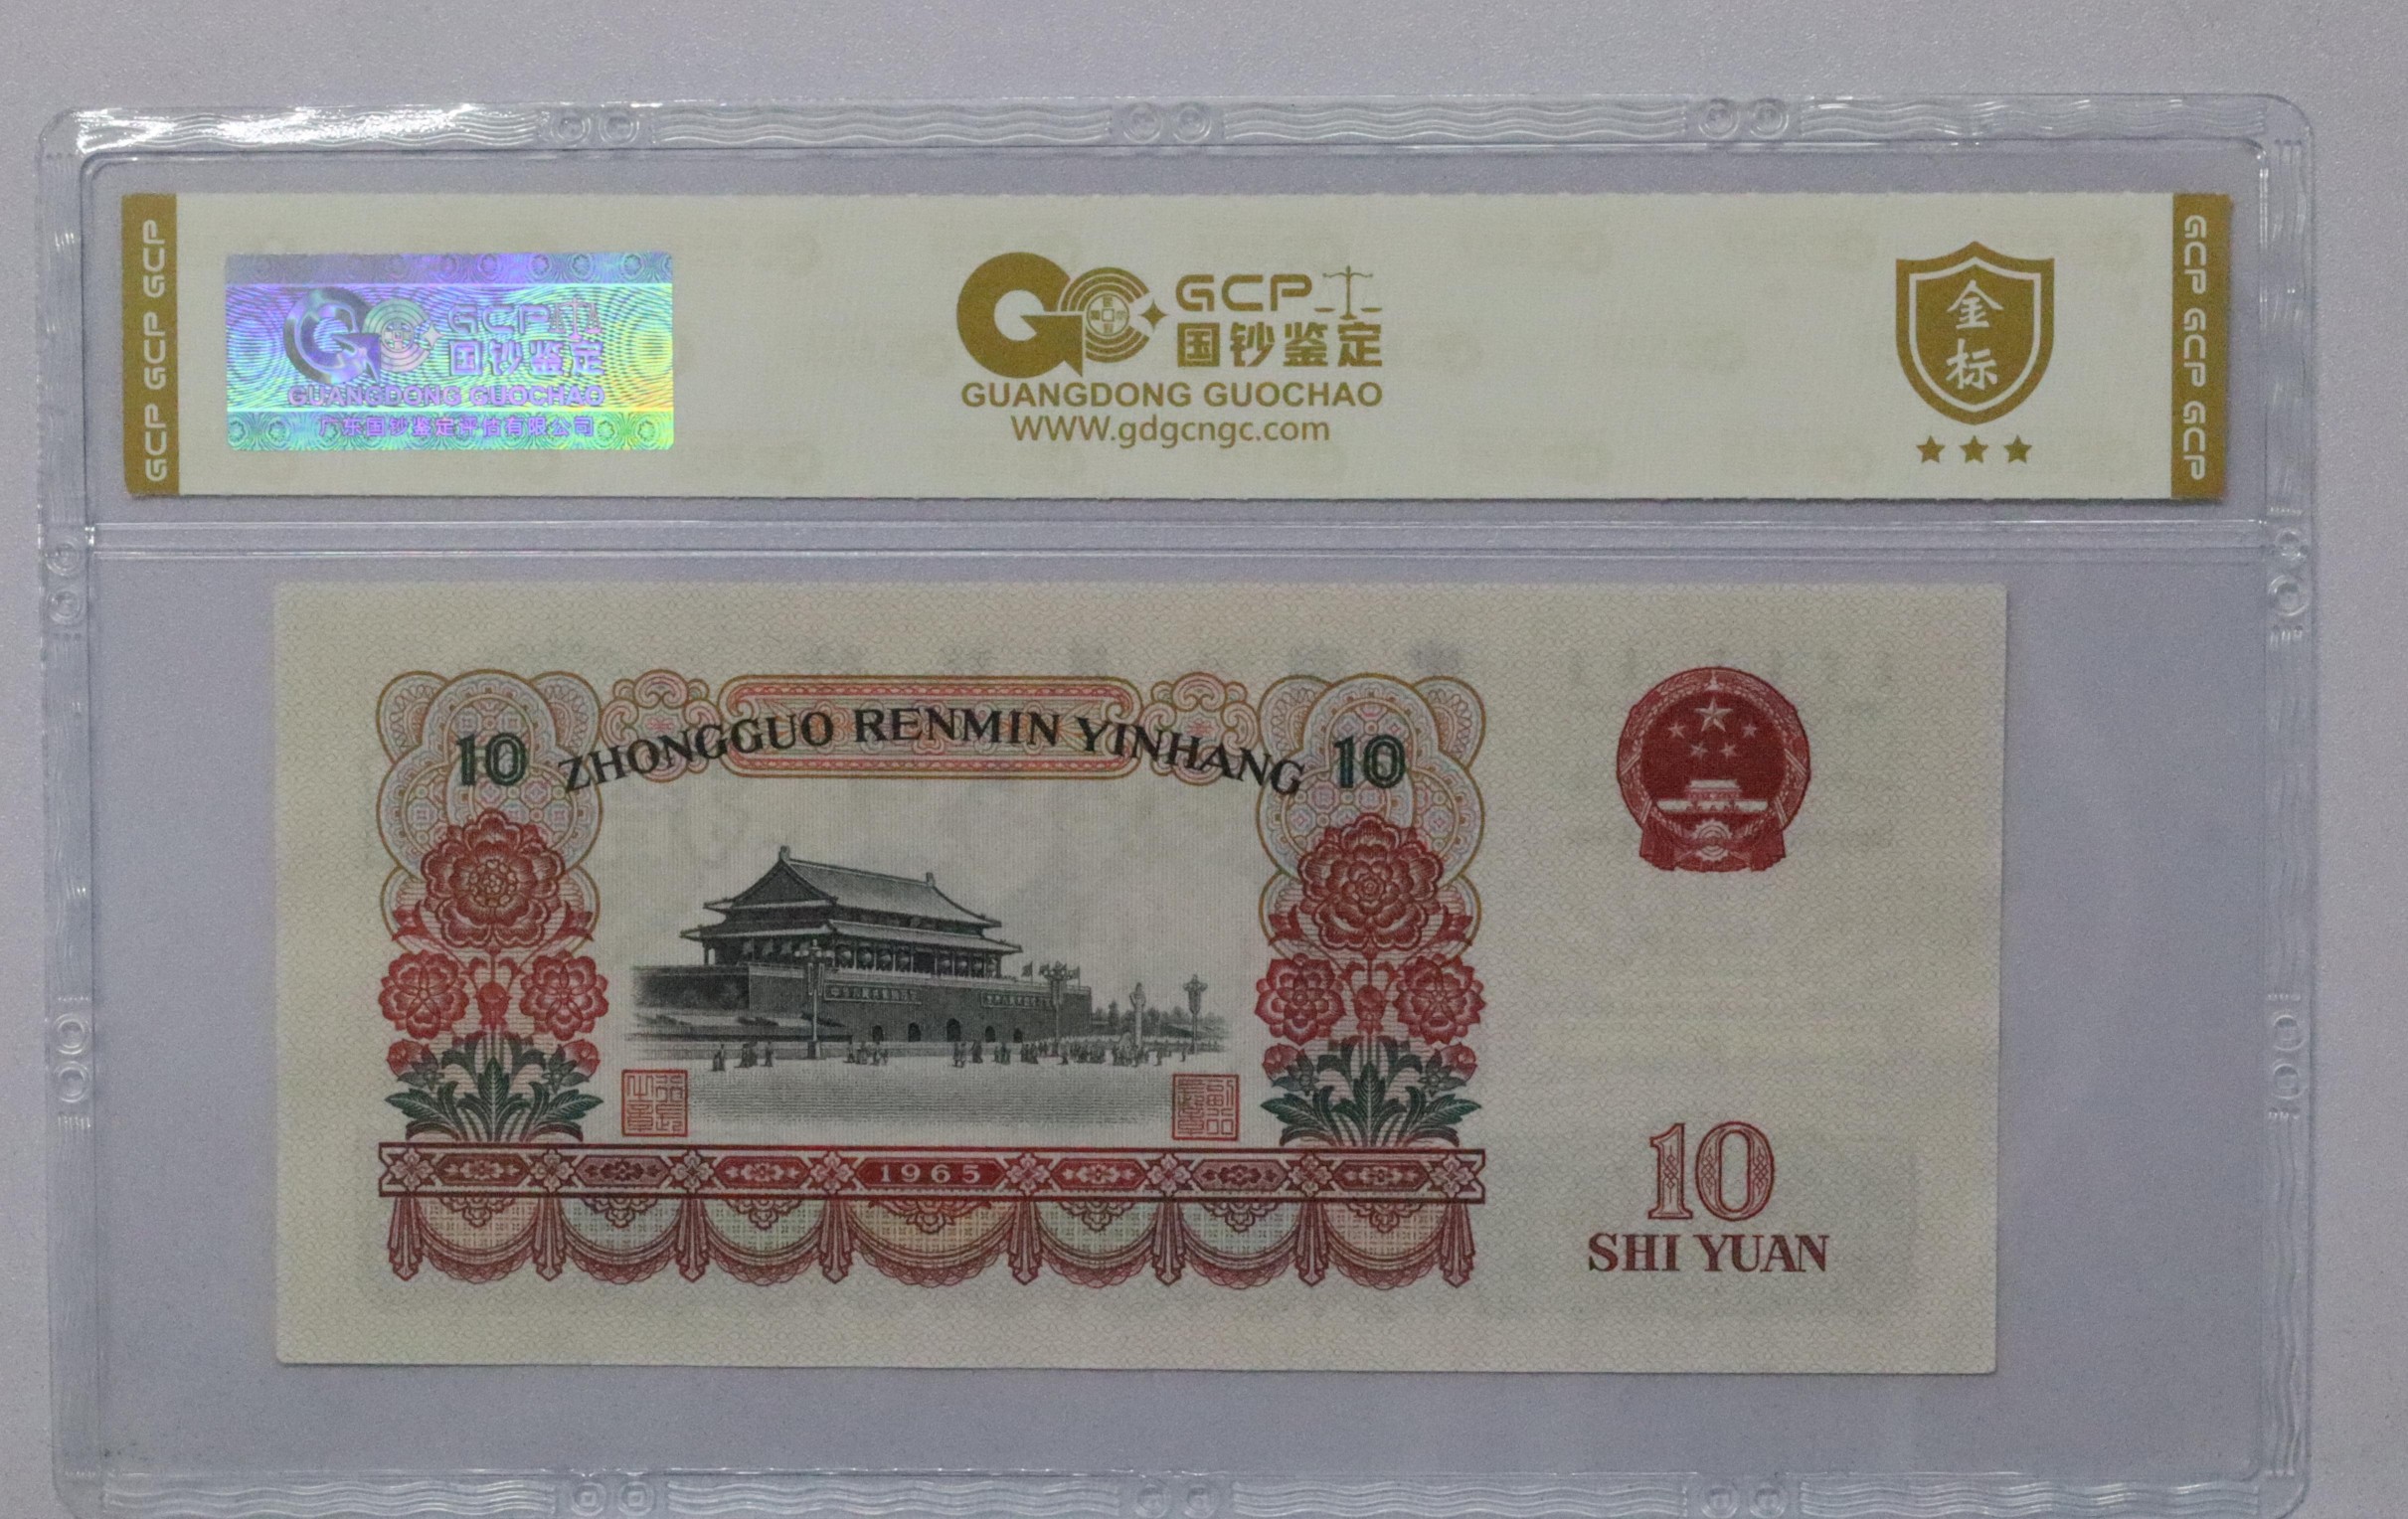 GCP GCP GCP
GCP
国钞鉴定
GUANGDONG GUOCHAO
广东国钞鉴定评估有限公司
GCP
国钞鉴定
GUANGDONG GUOCHAO
WWW.gdgcngc.com
金
标
GCP GCP GCP
ZHONGGUO RENMIN YINHANG
10
10
1965
10
SHI YUAN